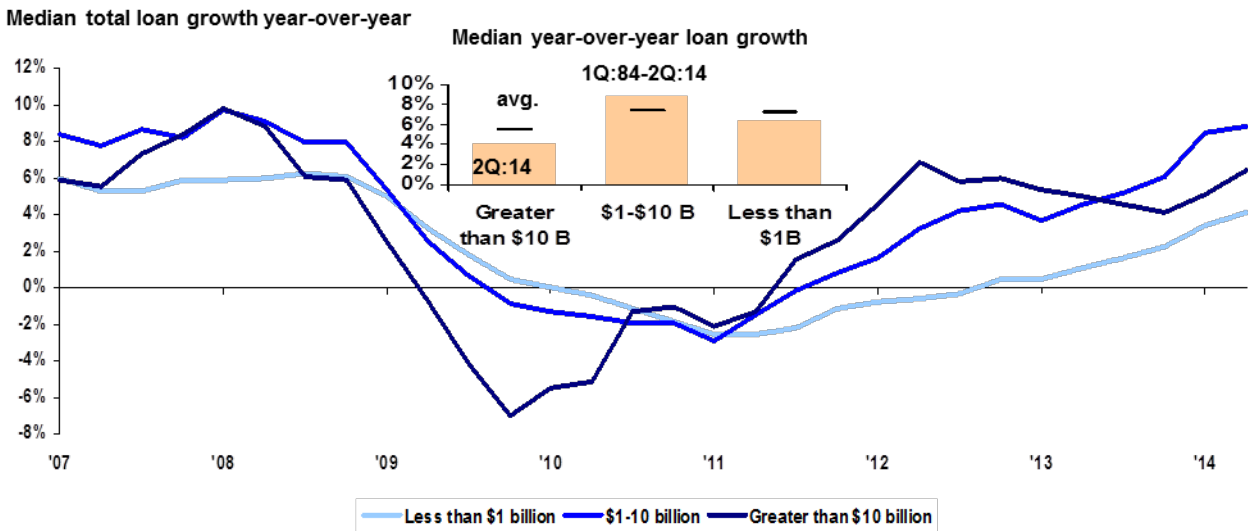 Median total loan growth year-over-year
Median year-over-year loan growth
1Q:84-2Q:14
10%
8%
6%
4%
2%
0%
avg.
2Q:14
Greater than $10 B
$1-$10 B
Less than $1B
12%
10%
8%
6%
4%
2%
0%
-2%
-4%
-6%
-8%
'07 '08 '09 '10 '11 '12 '13 '14
Less than $1 billion $1-10 billion Greater than $10 billion